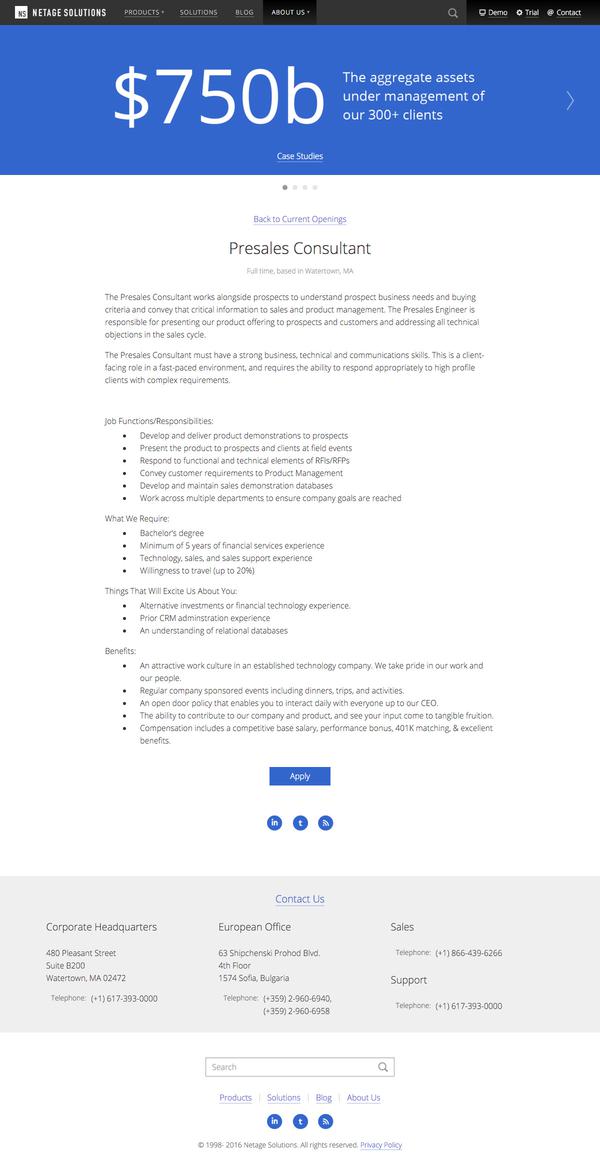 NS NETAGE SOLUTIONS PRODUCTS SOLUTIONS BLOG ABOUT US Demo Trial @ Contact
$750b
The aggregate assets
under management of
our 300+ clients
Case Studies
Back to Current Openings
Presales Consultant
Full time, based in Watertown, MA
The Presales Consultant works alongside prospects to understand prospect business needs and buying
criteria and convey that critical information to sales and product management. The Presales Engineer is
responsible for presenting our product offering to prospects and customers and addressing all technical
objections in the sales cycle.
The Presales Consultant must have a strong business, technical and communications skills. This is a client-
facing role in a fast-paced environment, and requires the ability to respond appropriately to high profile
clients with complex requirements.
Job Functions/Responsibilities:
• Develop and deliver product demonstrations to prospects
• Present the product to prospects and clients at field events
• Respond to functional and technical elements of RFIs/RFPs
• Convey customer requirements to Product Management
• Develop and maintain sales demonstration databases
• Work across multiple departments to ensure company goals are reached
What We Require:
• Bachelor's degree
• Minimum of 5 years of financial services experience
• Technology, sales, and sales support experience
• Willingness to travel (up to 20%)
Things That Will Excite Us About You:
• Alternative investments or financial technology experience.
• Prior CRM adminstration experience
• An understanding of relational databases
Benefits:
• An attractive work culture in an established technology company. We take pride in our work and
our people.
• Regular company sponsored events including dinners, trips, and activities.
• An open door policy that enables you to interact daily with everyone up to our CEO.
• The ability to contribute to our company and product, and see your input come to tangible fruition.
• Compensation includes a competitive base salary, performance bonus, 401K matching, & excellent
benefits.
Apply
in t
Contact Us
Corporate Headquarters
480 Pleasant Street
Suite B200
Watertown, MA 02472
Telephone: (+1) 617-393-0000
European Office
63 Shipchenski Prohod Blvd.
4th Floor
1574 Sofia, Bulgaria
Telephone: (+359) 2-960-6940,
(+359) 2-960-6958
Sales
Telephone: (+1) 866-439-6266
Support
Telephone: (+1) 617-393-0000
Search
Products | Solutions | Blog | About Us
in t
© 1998- 2016 Netage Solutions. All rights reserved. Privacy Policy